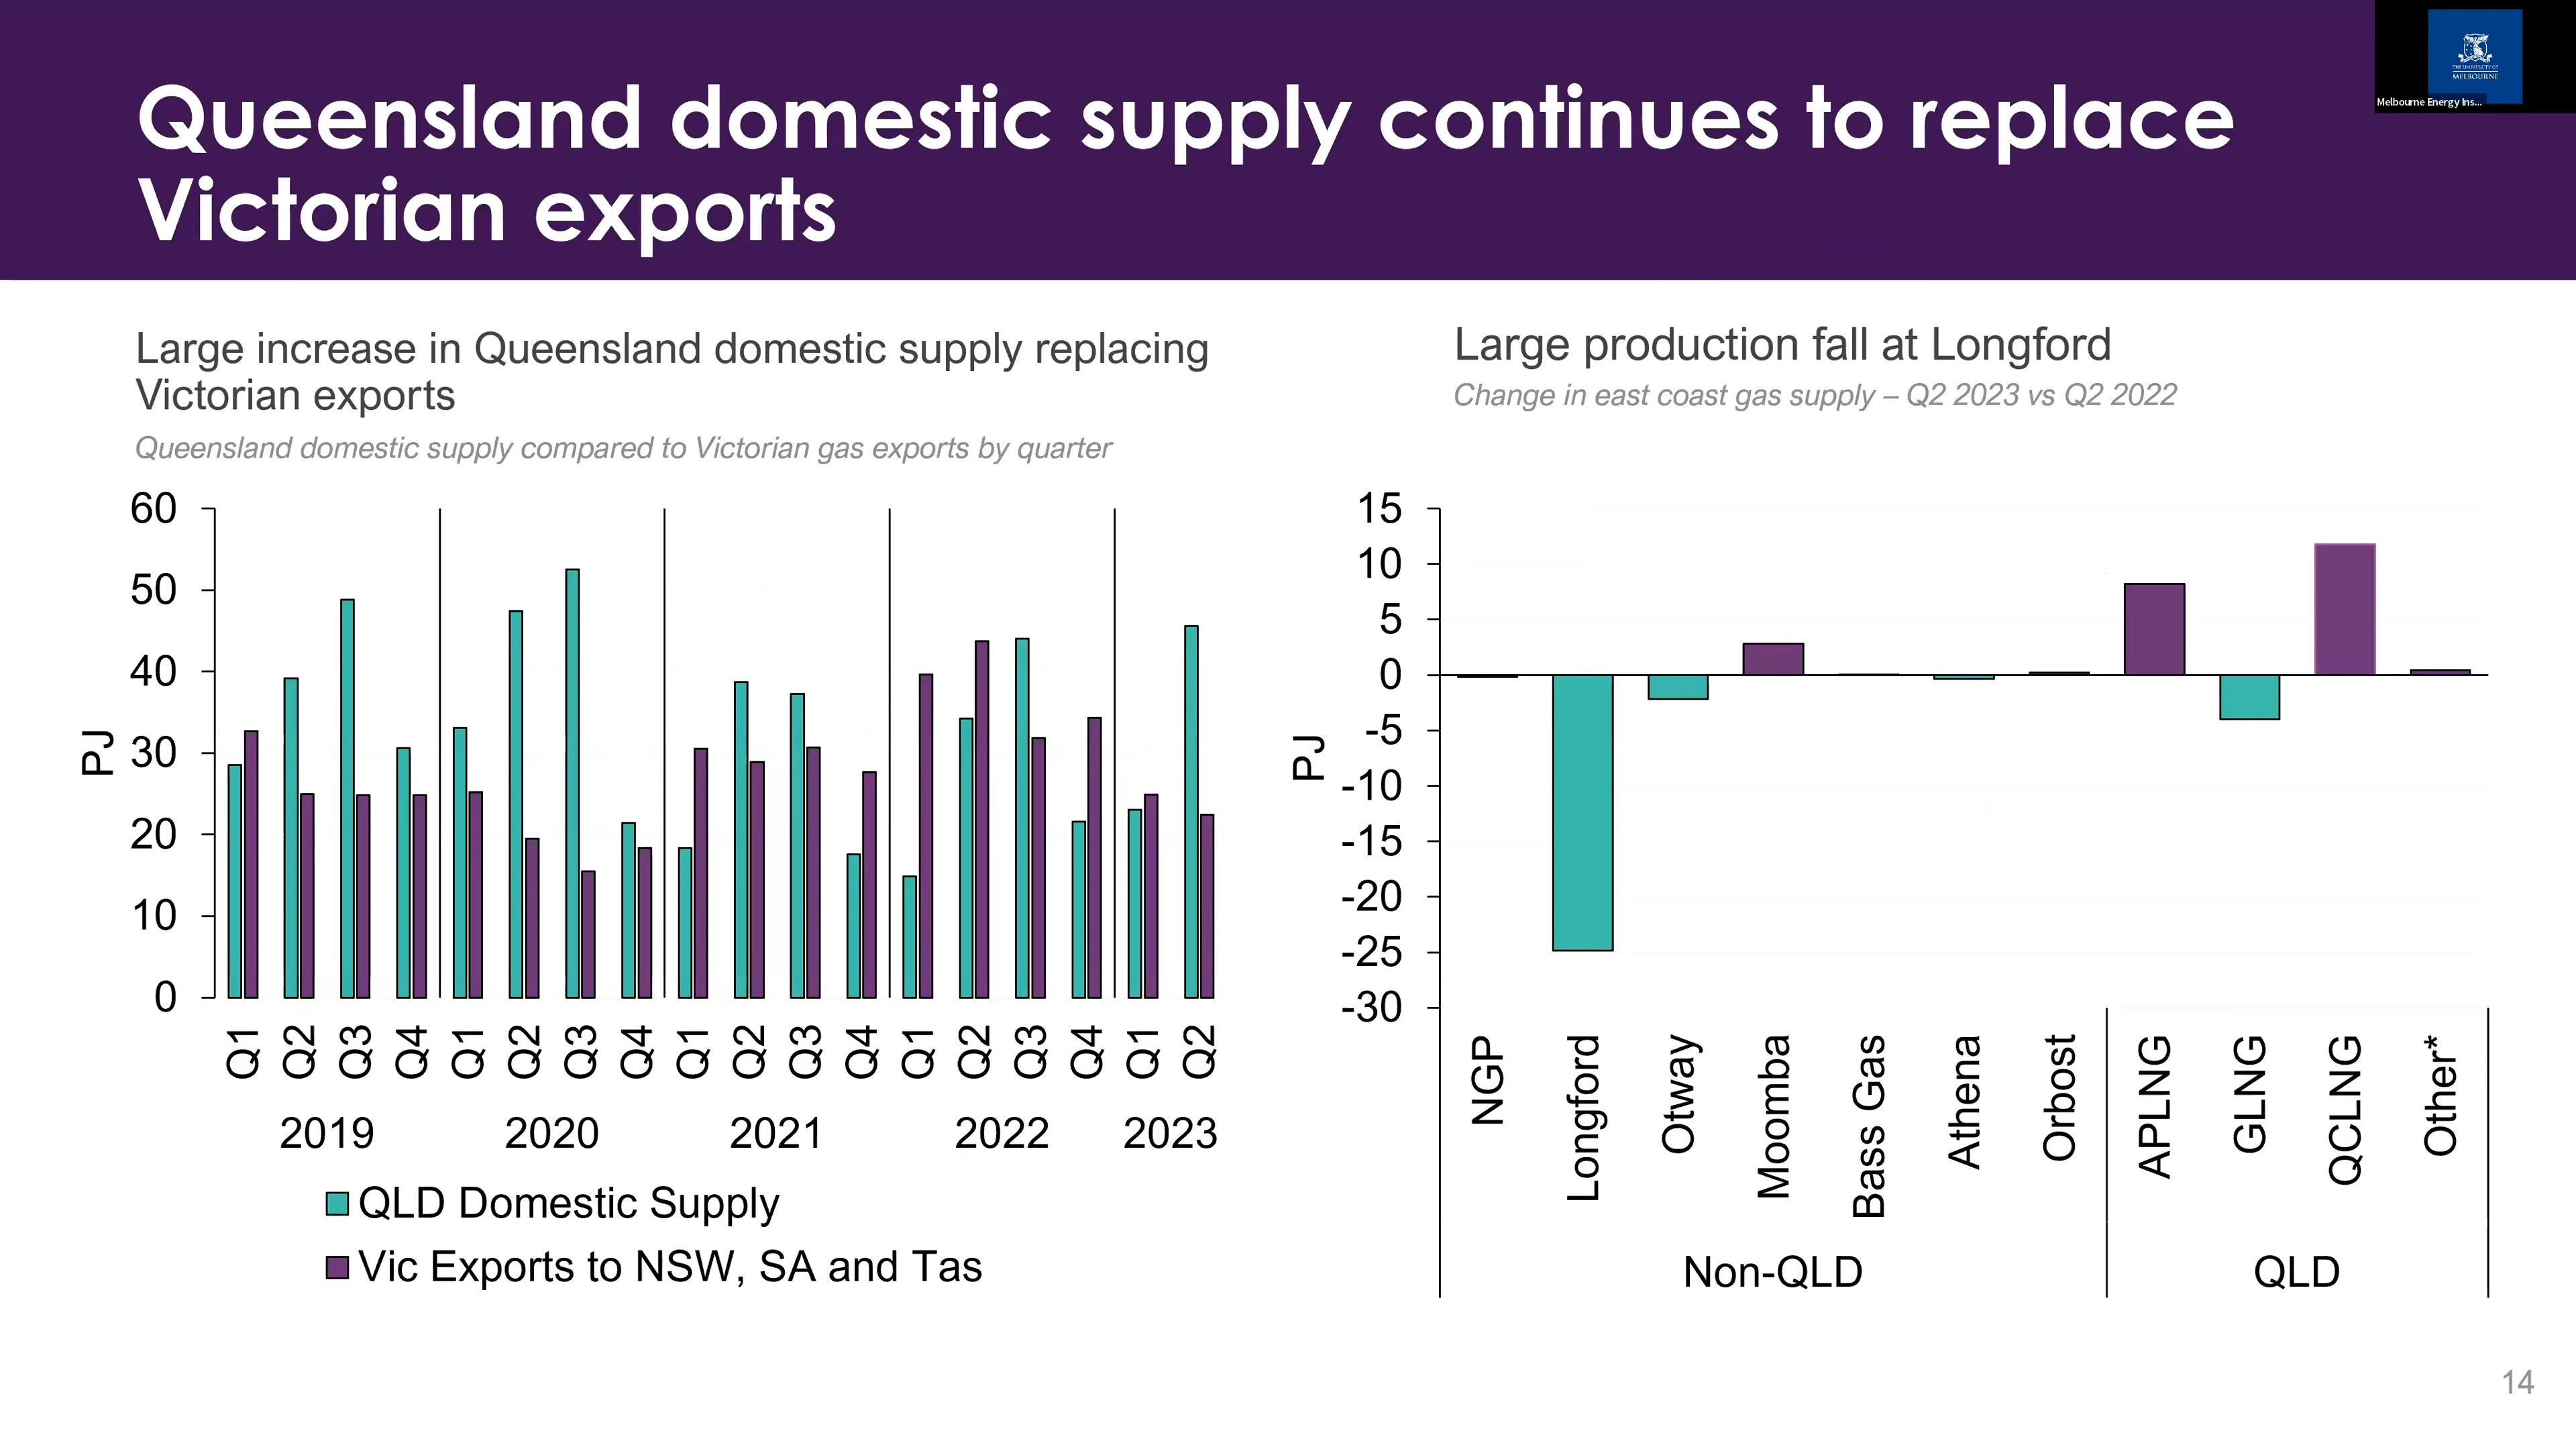 THE UNIVERSITY OF
MELBOURNE
Melbourne Energy Ins...
Queensland domestic supply continues to replace
Victorian exports
Large increase in Queensland domestic supply replacing
Victorian exports
Queensland domestic supply compared to Victorian gas exports by quarter
60
50
40
30
20
10
0
PJ
Q1 Q2 Q3 Q4 Q1 Q2 Q3 Q4 Q1 Q2 Q3 Q4 Q1 Q2 Q3 Q4 Q1 Q2
2019 2020 2021 2022 2023
QLD Domestic Supply
Vic Exports to NSW, SA and Tas
Large production fall at Longford
Change in east coast gas supply – Q2 2023 vs Q2 2022
15
10
5
0
-5
-10
-15
-20
-25
-30
PJ
NGP
Longford
Otway
Moomba
Bass Gas
Athena
Orbost
APLNG
GLNG
QCLNG
Other*
Non-QLD QLD
14